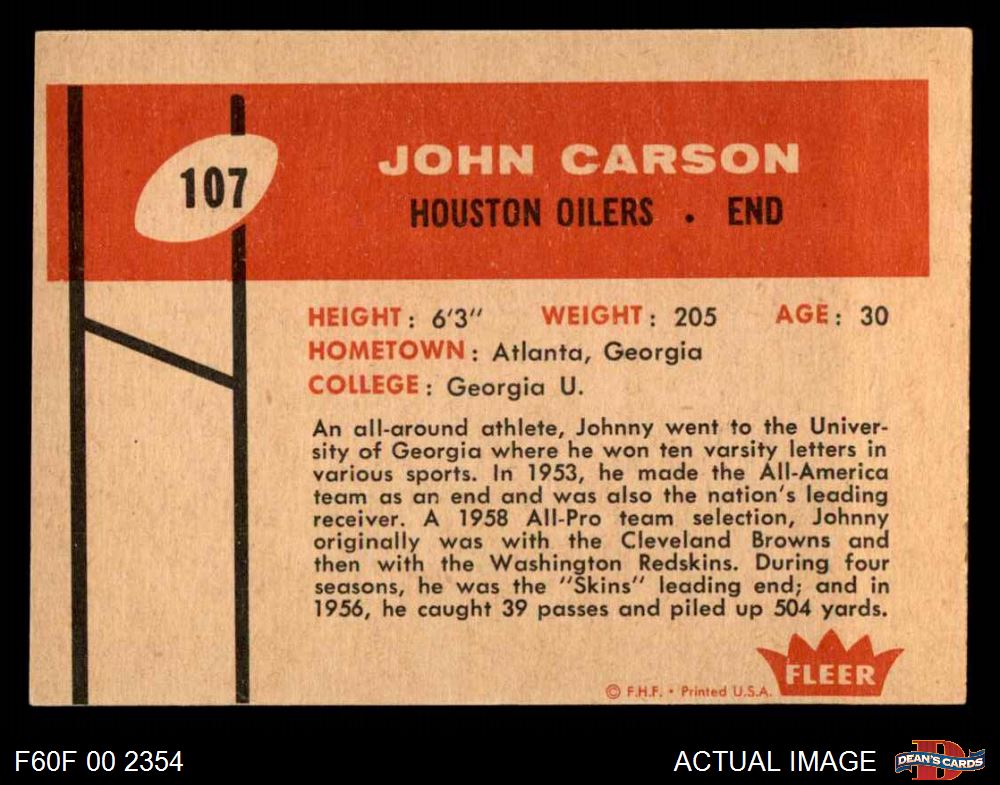 107
JOHN CARSON
HOUSTON OILERS • END
HEIGHT: 6'3" WEIGHT: 205 AGE: 30
HOMETOWN: Atlanta, Georgia
COLLEGE: Georgia U.
An all-around athlete, Johnny went to the Univer-
sity of Georgia where he won ten varsity letters in
various sports. In 1953, he made the All-America
team as an end and was also the nation's leading
receiver. A 1958 All-Pro team selection, Johnny
originally was with the Cleveland Browns and
then with the Washington Redskins. During four
seasons, he was the "Skins" leading end; and in
1956, he caught 39 passes and piled up 504 yards.
FLEER
© F.H.F. • Printed U.S.A.
F60F 00 2354 ACTUAL IMAGE
D
DEAN'S CARDS